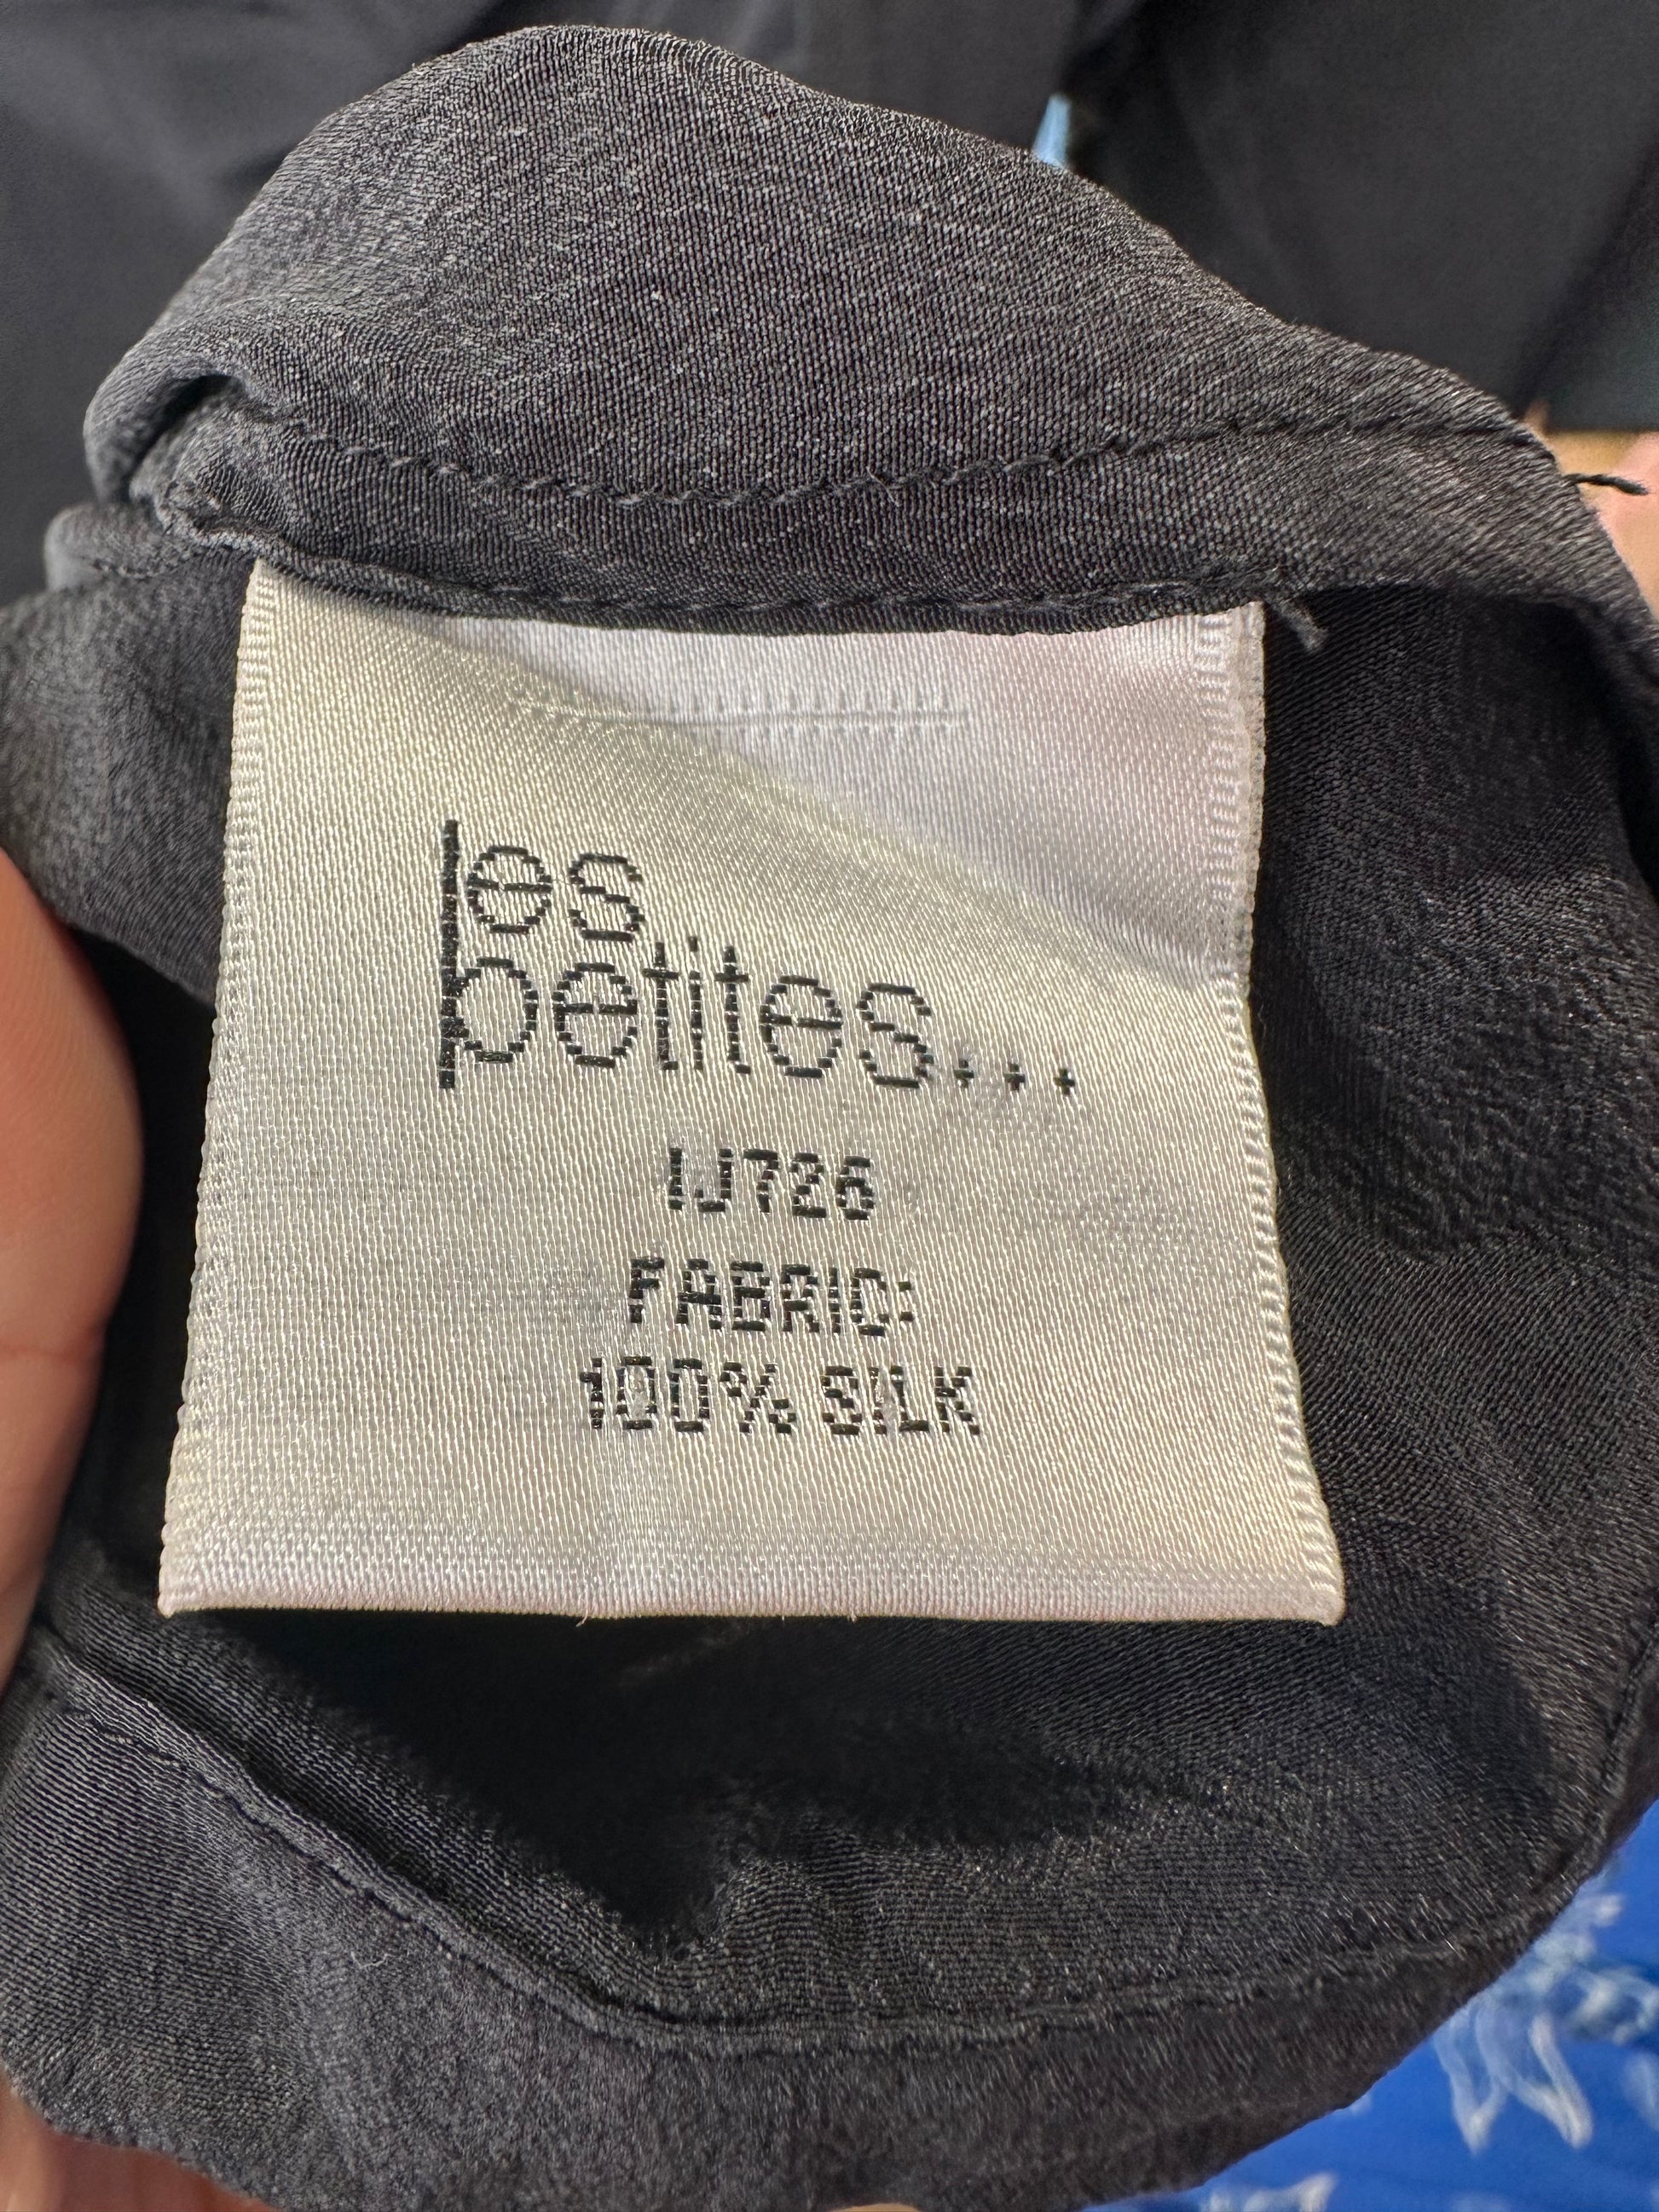 les
petites...
IJ726
FABRIC:
100% SILK